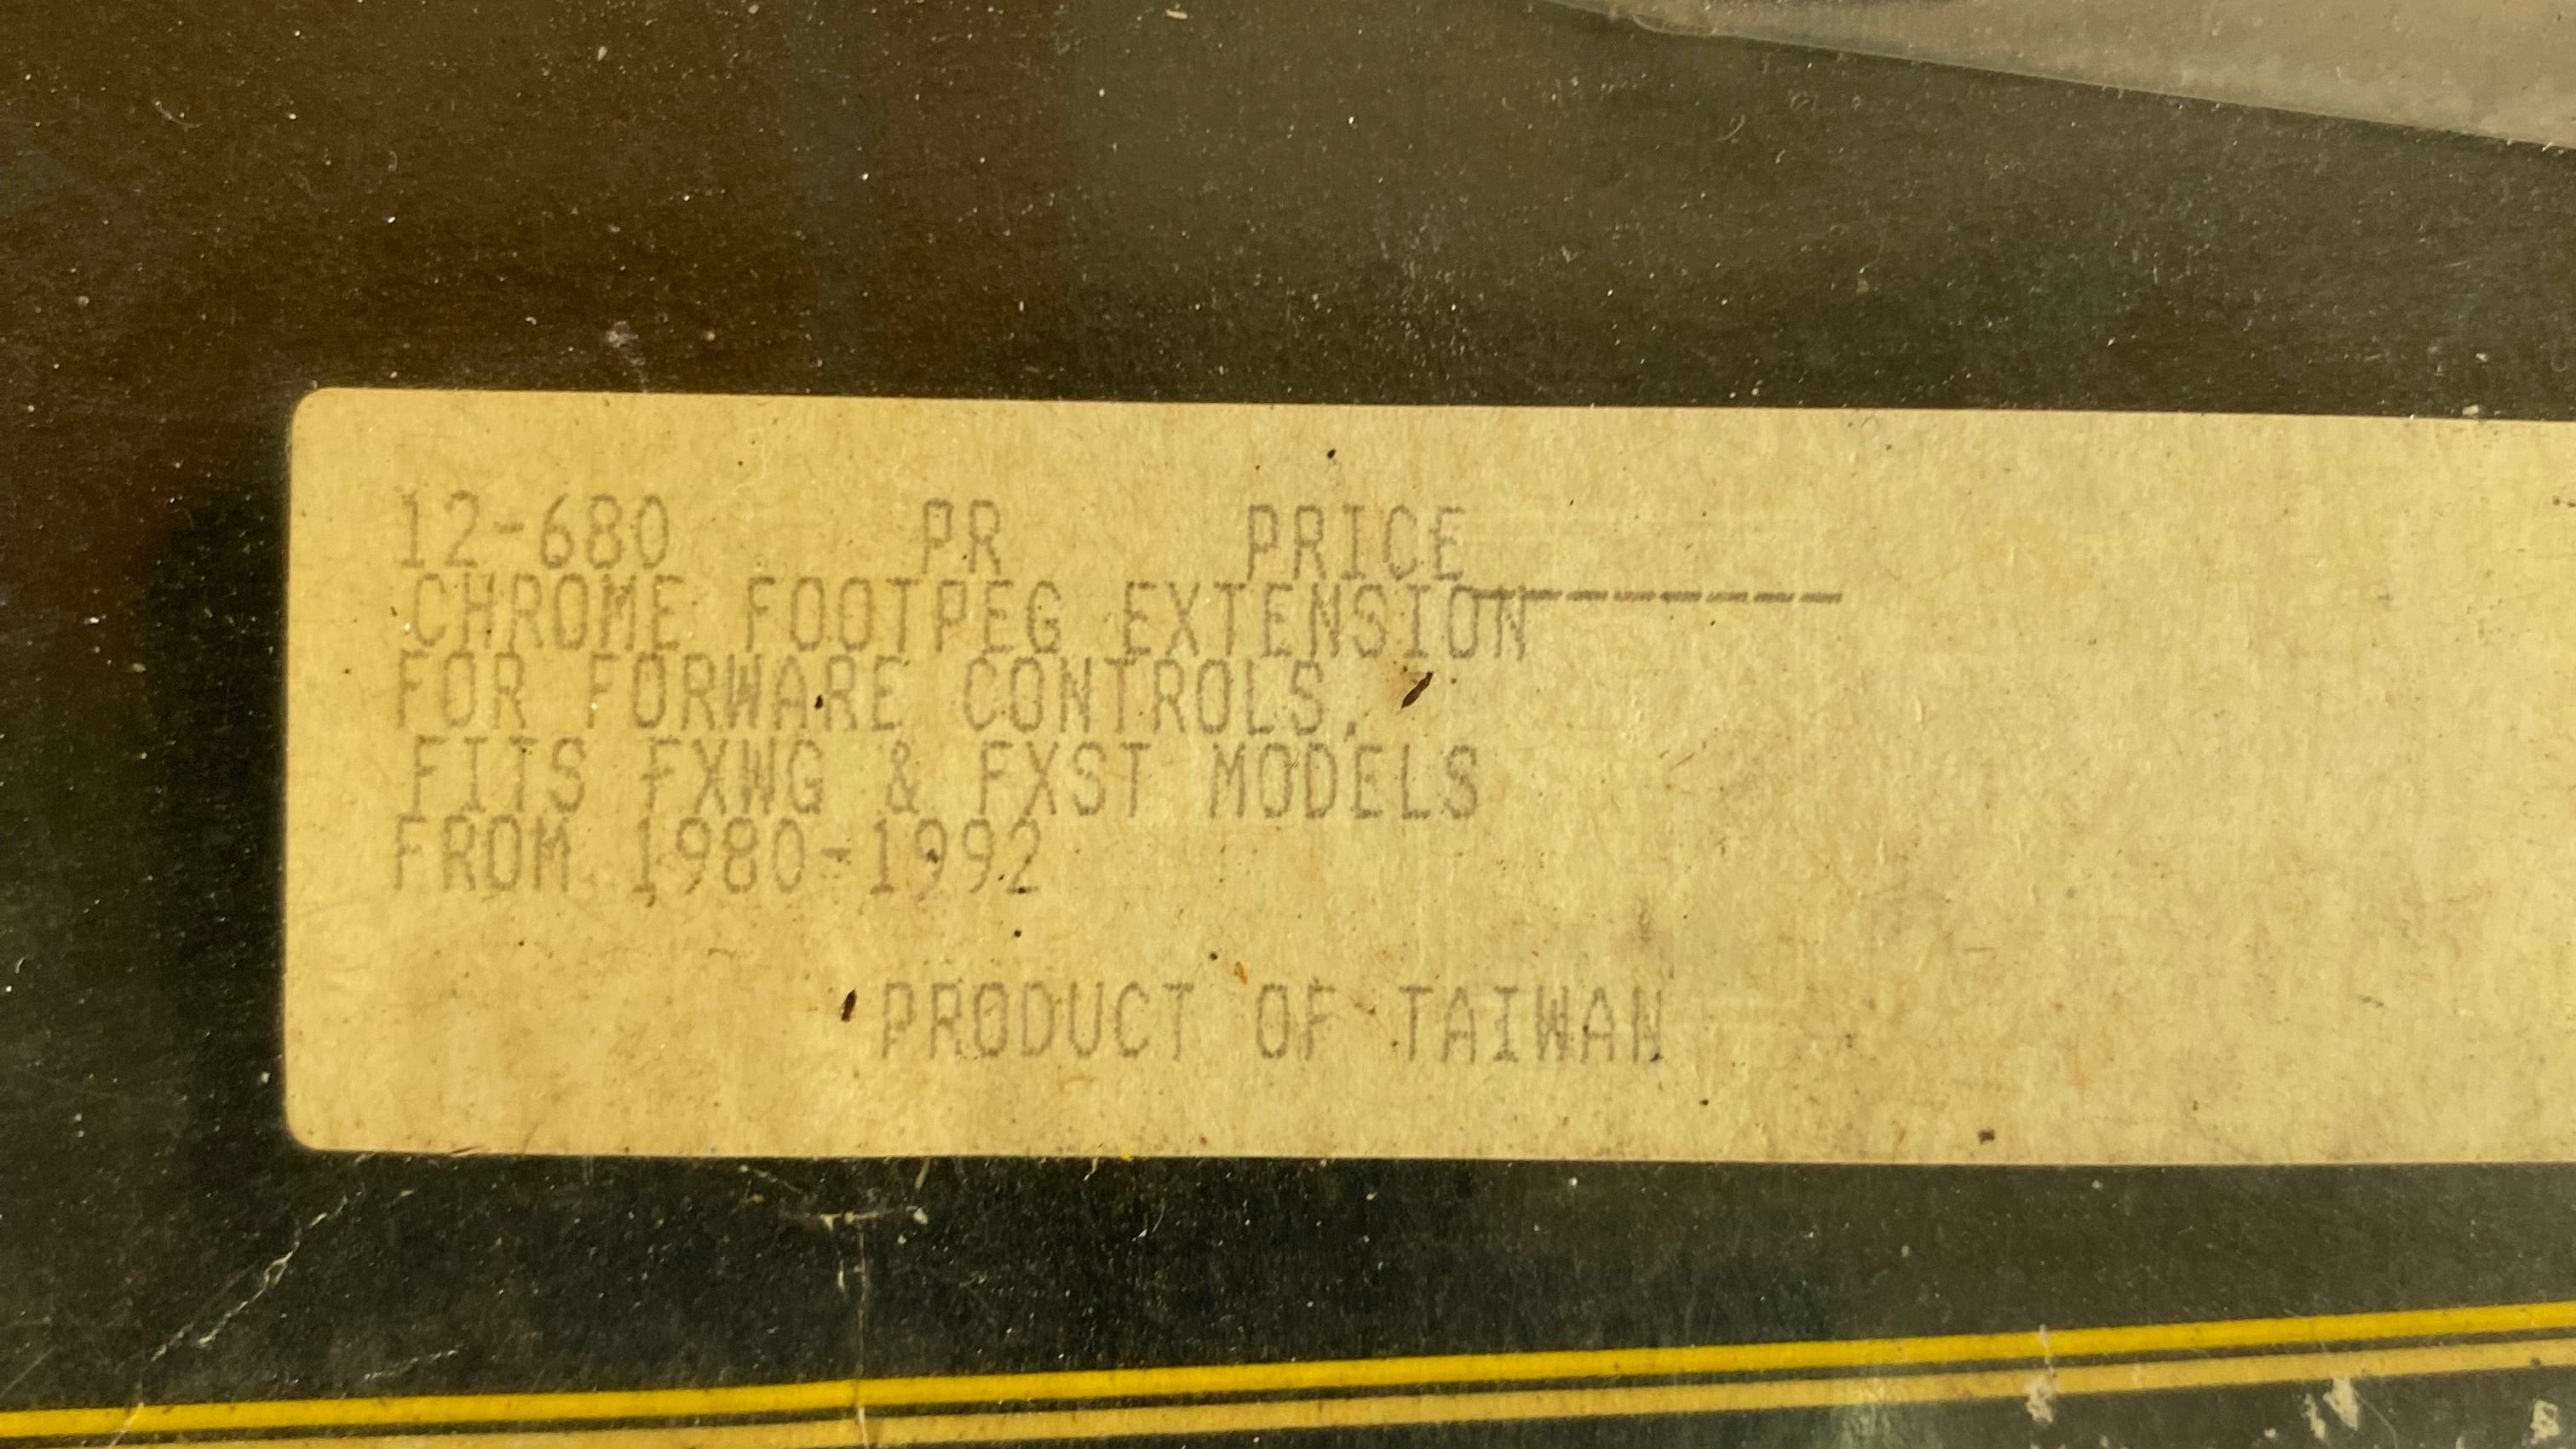 12-680 PR PRICE________
CHROME FOOTPEG EXTENSION
FOR FORWARE CONTROLS.
FITS FXWG & FXST MODELS
FROM 1980-1992
PRODUCT OF TAIWAN